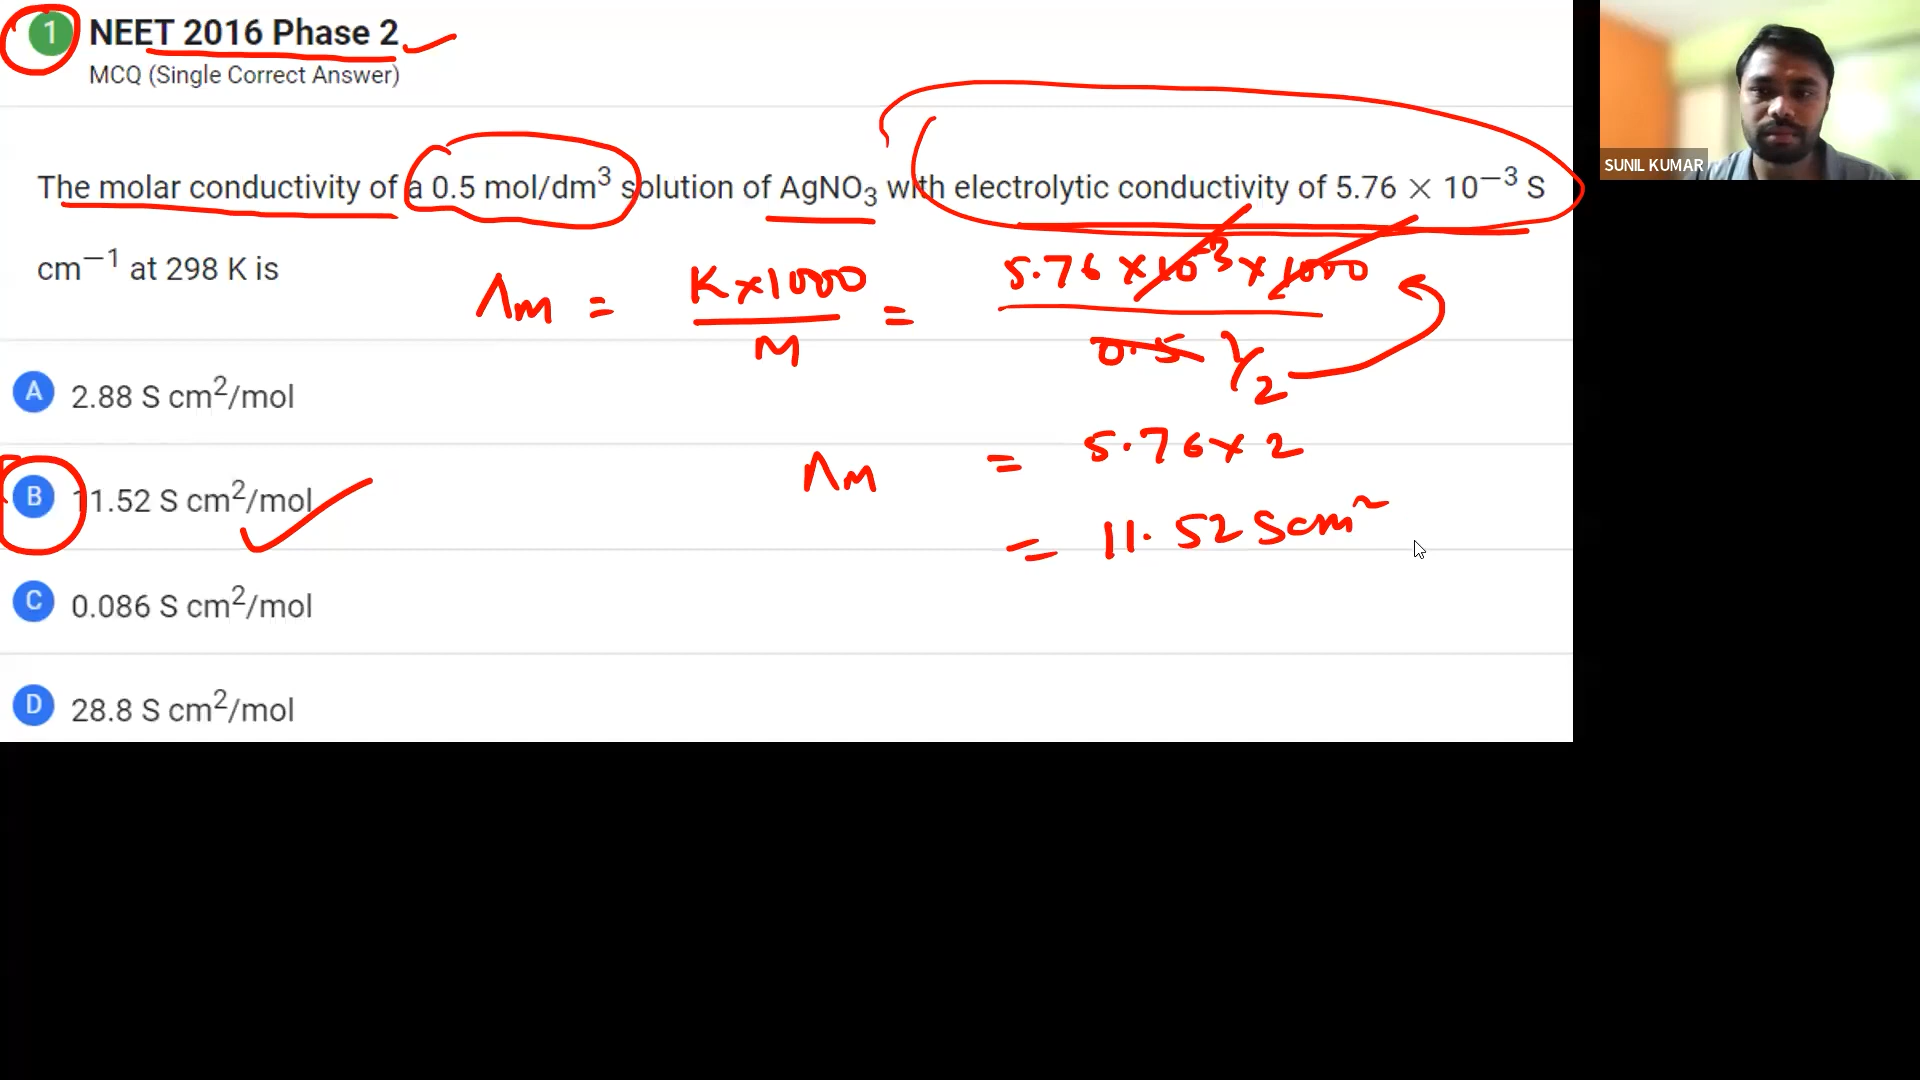 1 NEET 2016 Phase 2
MCQ (Single Correct Answer)
SUNIL KUMAR
The molar conductivity of a 0.5 mol/dm³ solution of AgNO₃ with electrolytic conductivity of 5.76 × 10⁻³ S
cm⁻¹ at 298 K is
Λm = K×1000 / M = 5.76 × 10⁻³ × 1000 / 0.5 1/2
A 2.88 S cm²/mol
Λm = 5.76 × 2
B 11.52 S cm²/mol
= 11.52 S cm²
C 0.086 S cm²/mol
D 28.8 S cm²/mol